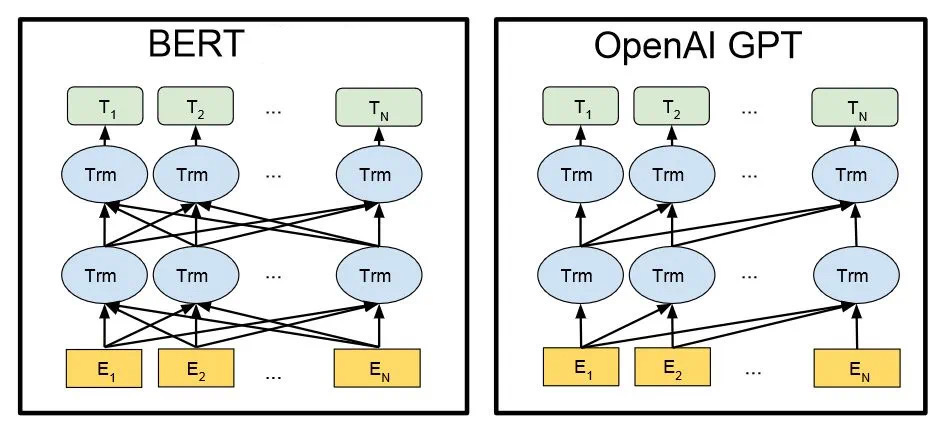 BERT
T1 T2 ... TN
Trm Trm ... Trm
Trm Trm ... Trm
E1 E2 ... EN
OpenAI GPT
T1 T2 ... TN
Trm Trm ... Trm
Trm Trm ... Trm
E1 E2 ... EN